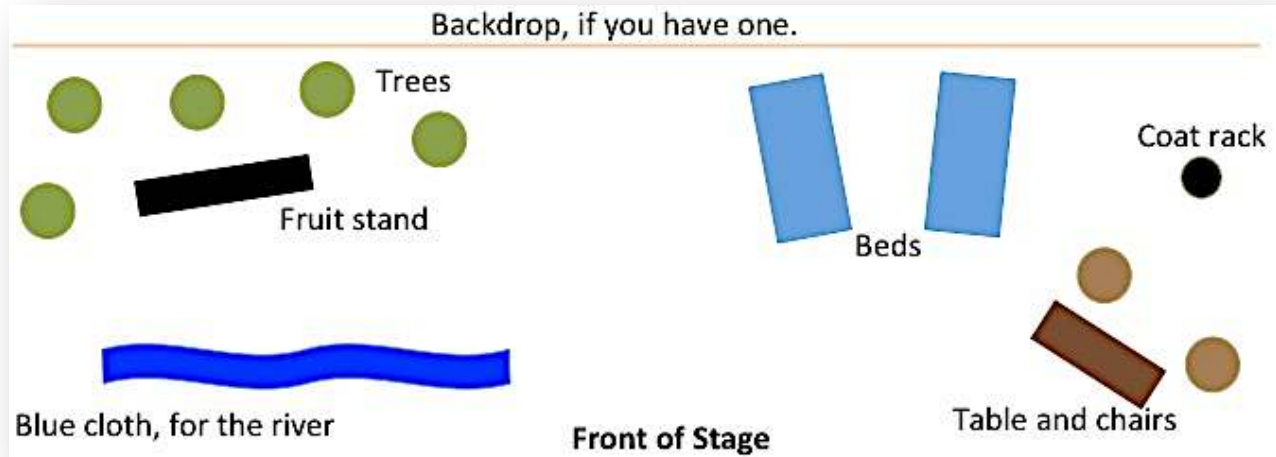 Backdrop, if you have one.
Trees
Coat rack
Fruit stand
Beds
Blue cloth, for the river
Table and chairs
Front of Stage